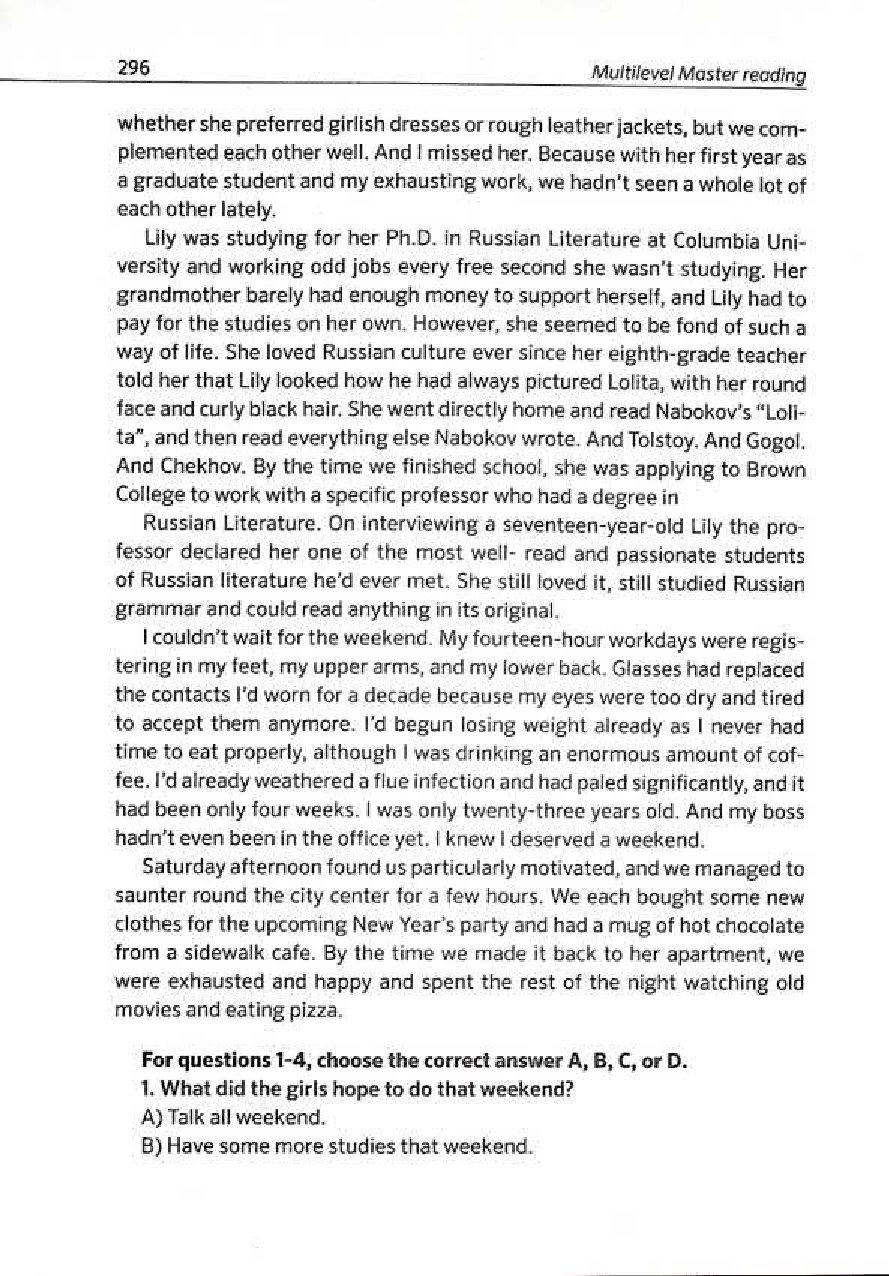 296
Multilevel Master reading
whether she preferred girlish dresses or rough leather jackets, but we com-
plemented each other well. And I missed her. Because with her first year as
a graduate student and my exhausting work, we hadn't seen a whole lot of
each other lately.
Lily was studying for her Ph.D. in Russian Literature at Columbia Uni-
versity and working odd jobs every free second she wasn't studying. Her
grandmother barely had enough money to support herself, and Lily had to
pay for the studies on her own. However, she seemed to be fond of such a
way of life. She loved Russian culture ever since her eighth-grade teacher
told her that Lily looked how he had always pictured Lolita, with her round
face and curly black hair. She went directly home and read Nabokov's "Loli-
ta", and then read everything else Nabokov wrote. And Tolstoy. And Gogol.
And Chekhov. By the time we finished school, she was applying to Brown
College to work with a specific professor who had a degree in
Russian Literature. On interviewing a seventeen-year-old Lily the pro-
fessor declared her one of the most well- read and passionate students
of Russian literature he'd ever met. She still loved it, still studied Russian
grammar and could read anything in its original.
I couldn't wait for the weekend. My fourteen-hour workdays were regis-
tering in my feet, my upper arms, and my lower back. Glasses had replaced
the contacts I'd worn for a decade because my eyes were too dry and tired
to accept them anymore. I'd begun losing weight already as I never had
time to eat properly, although I was drinking an enormous amount of cof-
fee. I'd already weathered a flue infection and had paled significantly, and it
had been only four weeks. I was only twenty-three years old. And my boss
hadn't even been in the office yet. I knew I deserved a weekend.
Saturday afternoon found us particularly motivated, and we managed to
saunter round the city center for a few hours. We each bought some new
clothes for the upcoming New Year's party and had a mug of hot chocolate
from a sidewalk cafe. By the time we made it back to her apartment, we
were exhausted and happy and spent the rest of the night watching old
movies and eating pizza.
For questions 1-4, choose the correct answer A, B, C, or D.
1. What did the girls hope to do that weekend?
A) Talk all weekend.
B) Have some more studies that weekend.